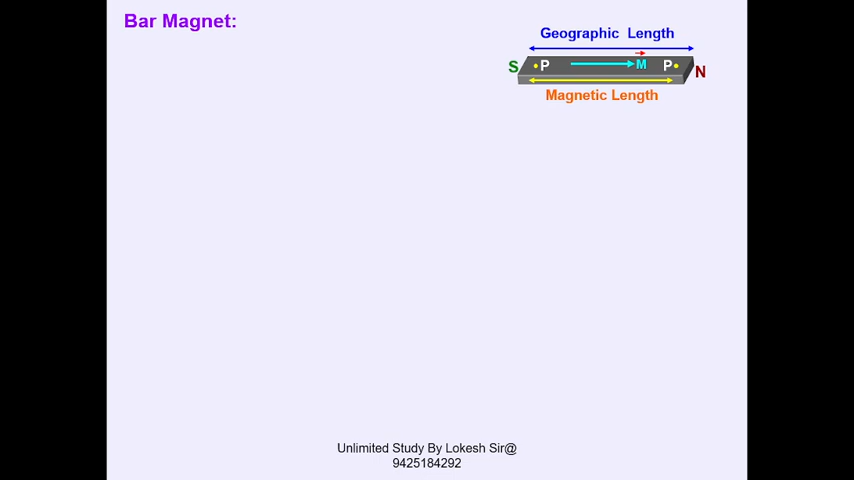 Bar Magnet:
Geographic Length
S P M P N
Magnetic Length
Unlimited Study By Lokesh Sir@
9425184292